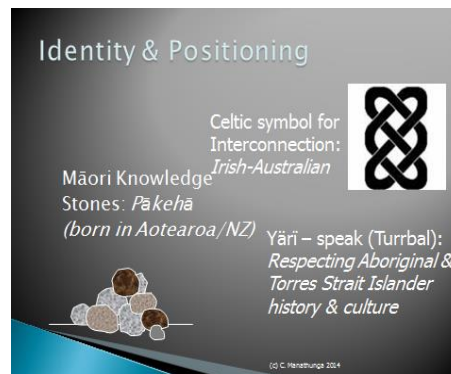 Identity & Positioning
Celtic symbol for
Interconnection:
Irish-Australian
Māori Knowledge
Stones: Pākehā
(born in Aotearoa/NZ)
Yärï – speak (Turrbal):
Respecting Aboriginal &
Torres Strait Islander
history & culture
(c) C. Manathunga 2014